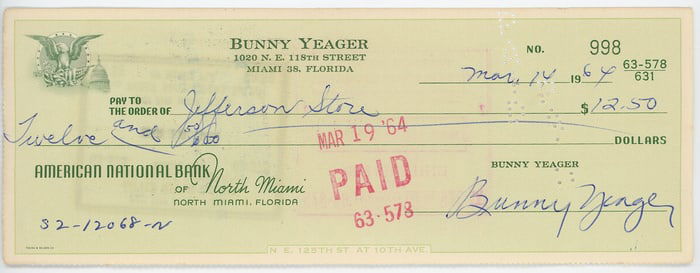 BUNNY YEAGER
1020 N. E. 118TH STREET
MIAMI 38, FLORIDA
NO. 998
Mar. 14 1964
63-578
631
PAY TO
THE ORDER OF Jefferson Store $12.50
Twelve and 50/100 DOLLARS
MAR 19 '64
PAID
63-578
AMERICAN NATIONAL BANK
OF North Miami
NORTH MIAMI, FLORIDA
BUNNY YEAGER
Bunny Yeager
32-12068-N
N. E. 125TH ST. AT 10TH AVE.